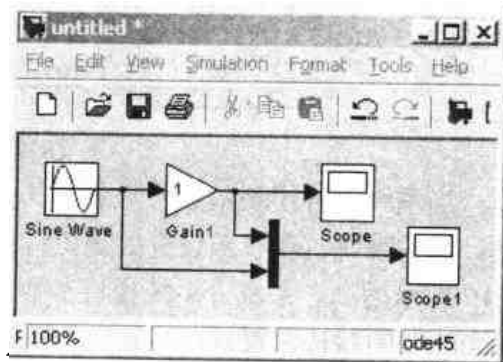 untitled *
File Edit View Simulation Format Tools Help
1
Sine Wave
Gain1
Scope
Scope1
100%
ode45